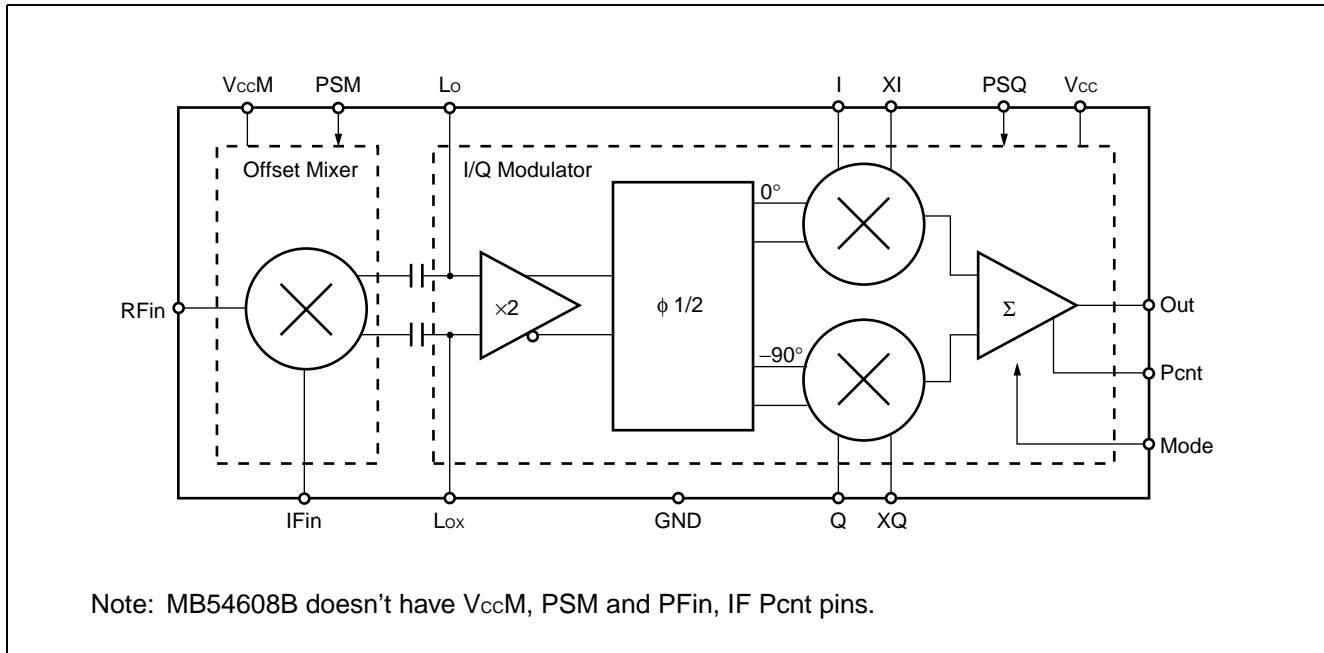 VCCM PSM LO I XI PSQ VCC
Offset Mixer I/Q Modulator
0°
RFin ×2 ϕ 1/2 Σ Out
−90°
Pcnt
Mode
IFin LOX GND Q XQ
Note: MB54608B doesn't have VCCM, PSM and PFin, IF Pcnt pins.